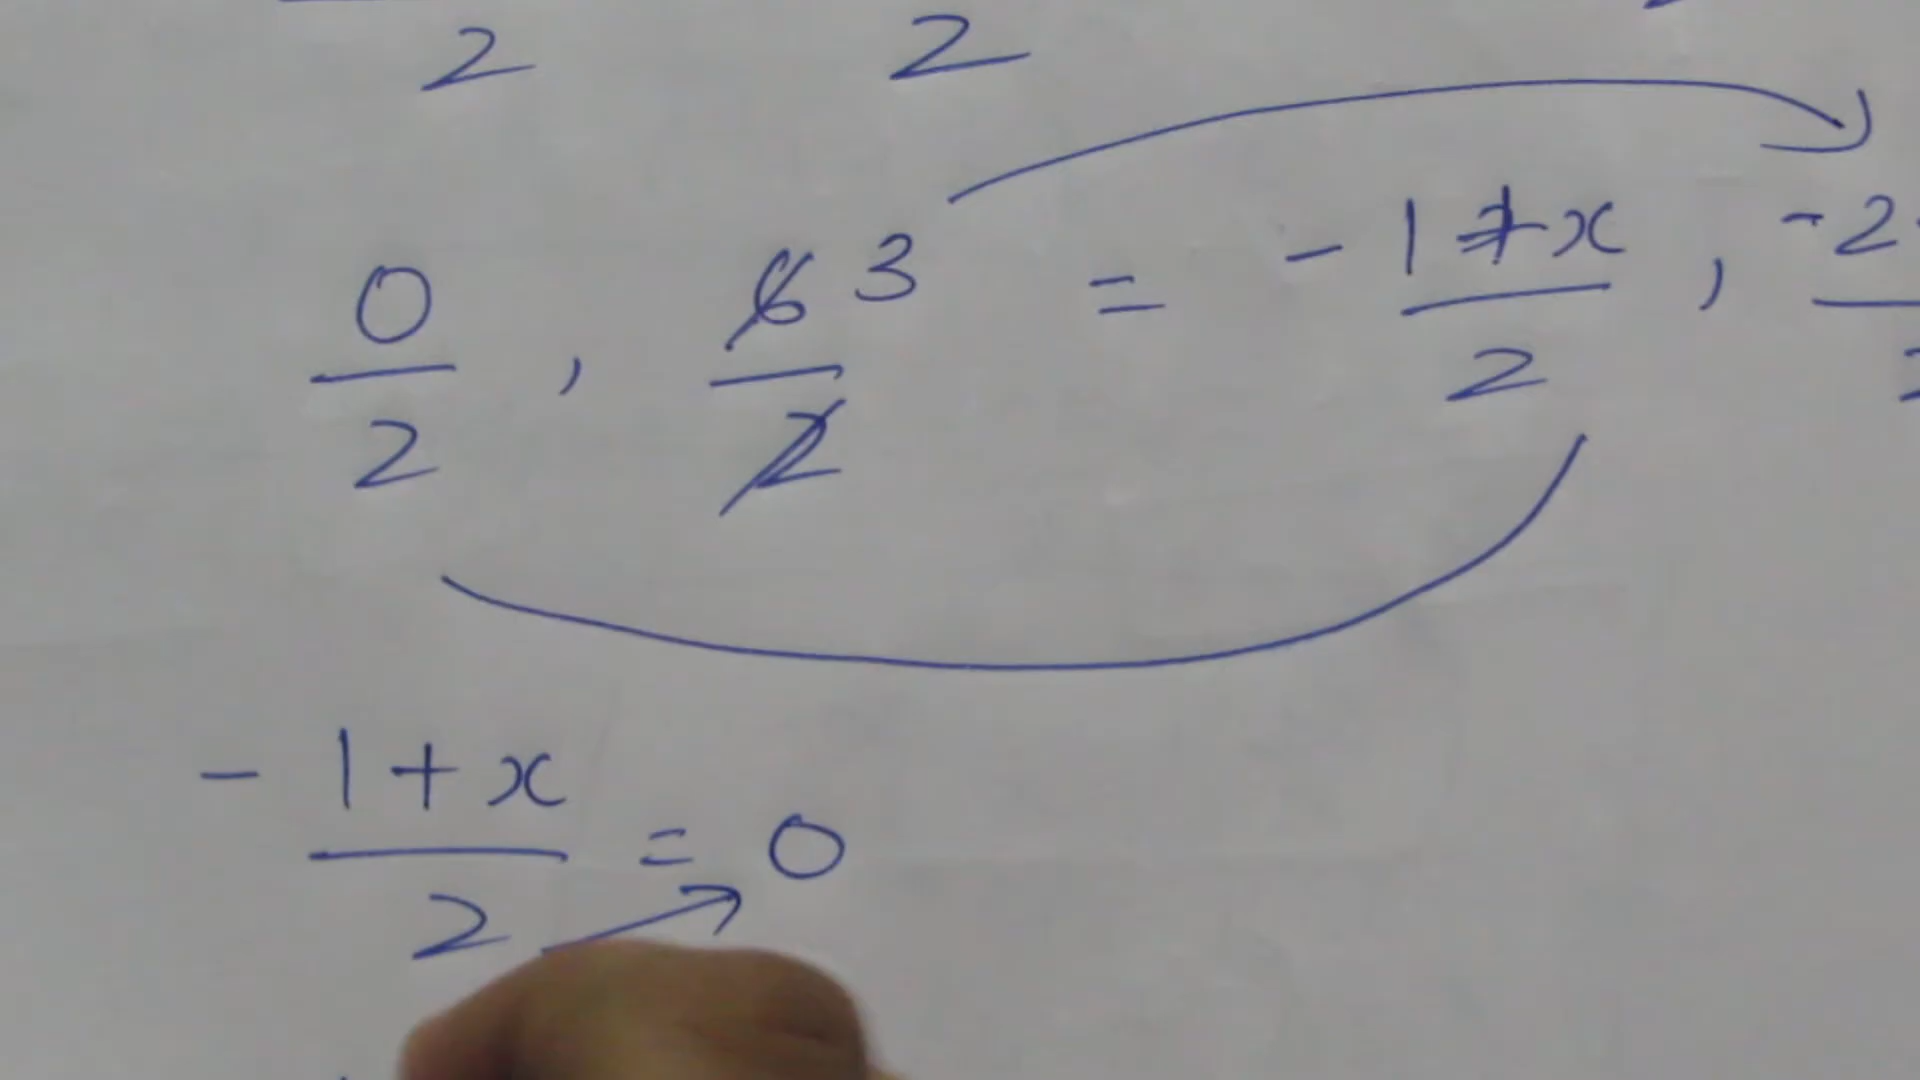 2 2
0/2 , 6/2 3 = -1+x/2 , -2
-1+x/2 = 0